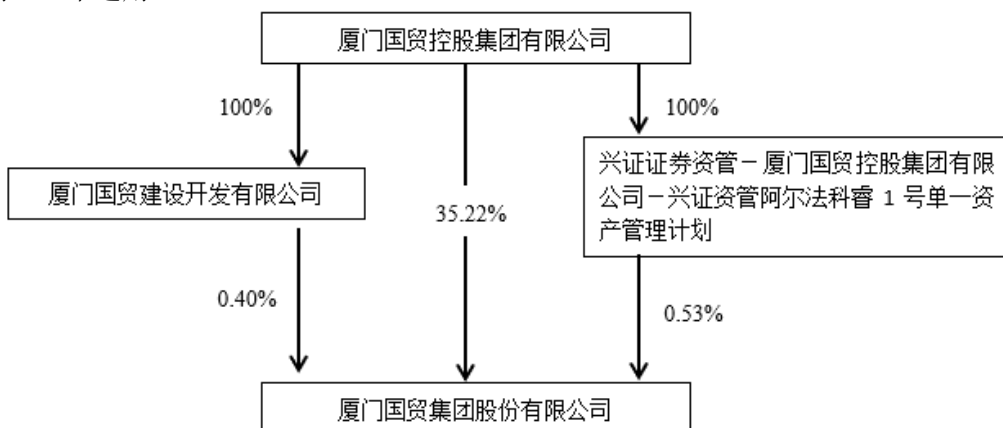 厦门国贸控股集团有限公司
100%
100%
兴证证券资管－厦门国贸控股集团有限
公司－兴证资管阿尔法科睿 1 号单一资
产管理计划
厦门国贸建设开发有限公司
35.22%
0.40%
0.53%
厦门国贸集团股份有限公司